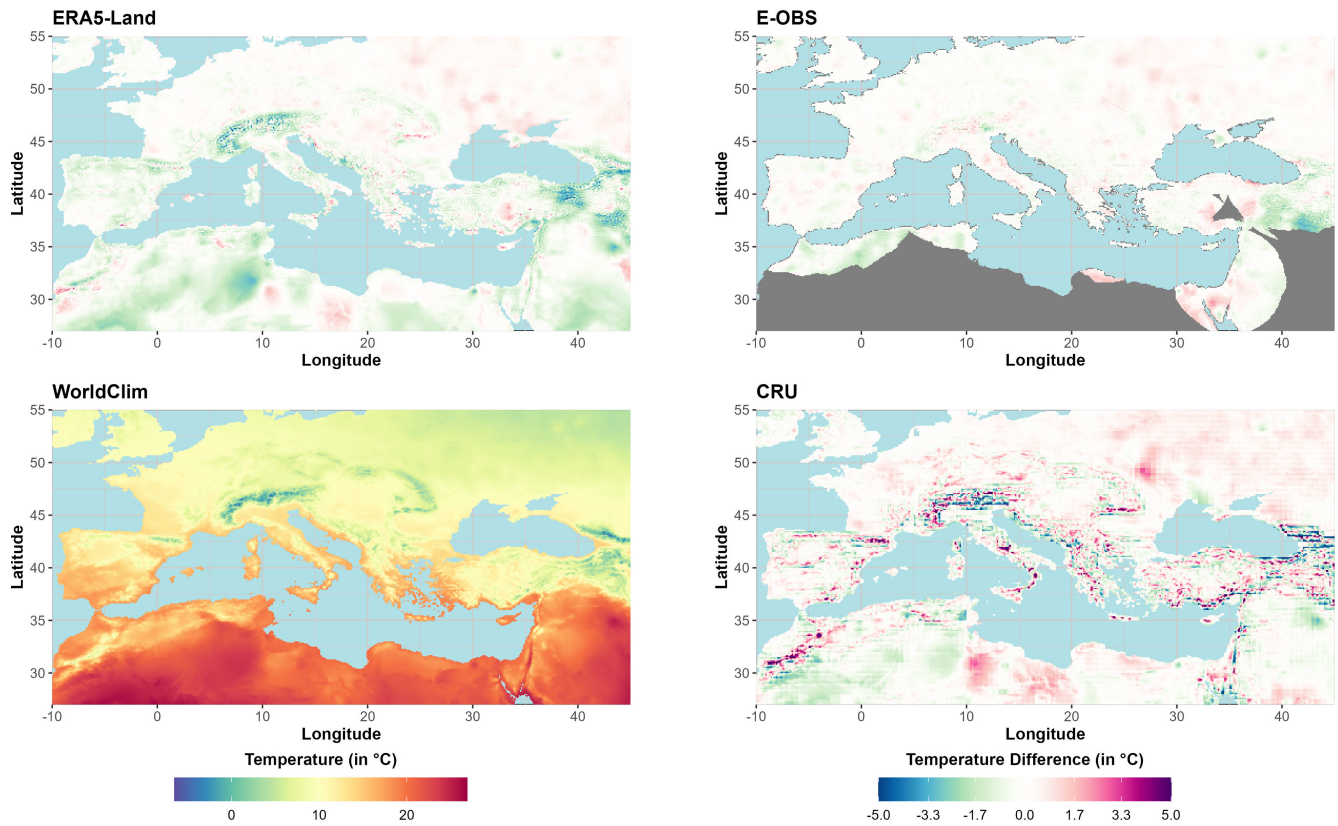 ERA5-Land
55
50
45
40
35
30
Latitude
-10 0 10 20 30 40
Longitude
E-OBS
55
50
45
40
35
30
Latitude
-10 0 10 20 30 40
Longitude
WorldClim
55
50
45
40
35
30
Latitude
-10 0 10 20 30 40
Longitude
CRU
55
50
45
40
35
30
Latitude
-10 0 10 20 30 40
Longitude
Temperature (in °C)
0 10 20
Temperature Difference (in °C)
-5.0 -3.3 -1.7 0.0 1.7 3.3 5.0